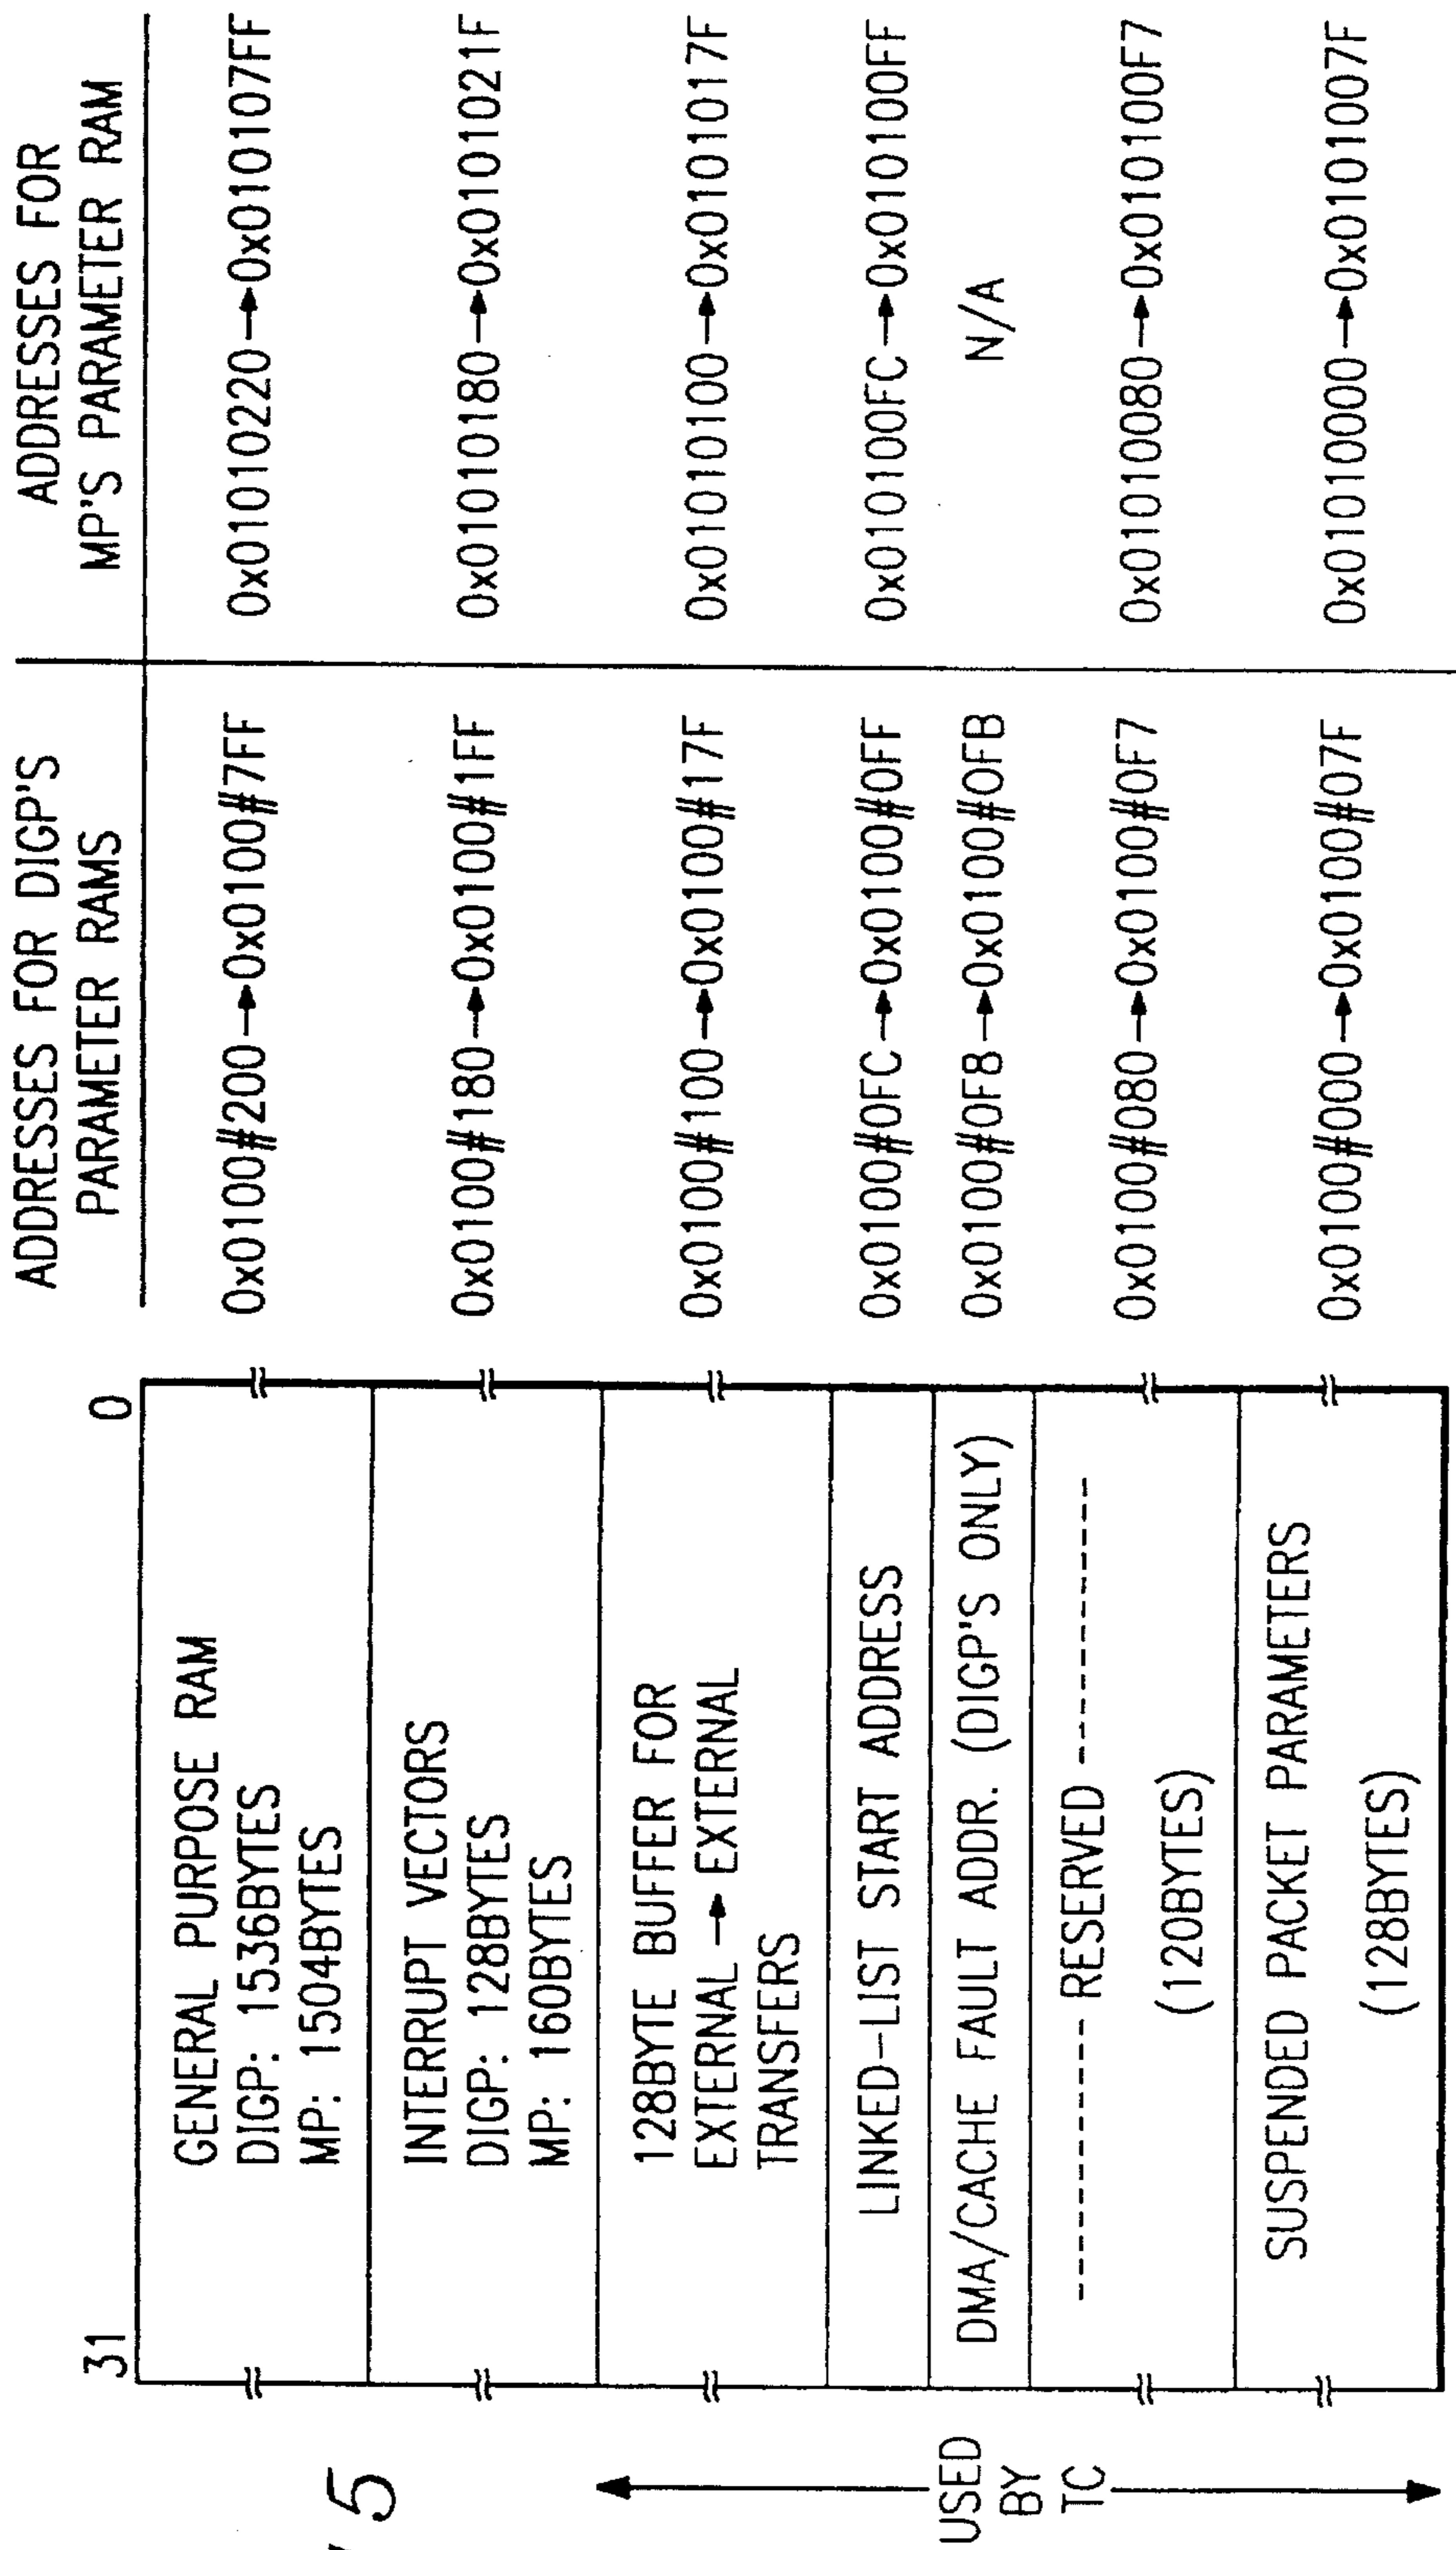 ADDRESSES FOR DIGP'S
PARAMETER RAMS
ADDRESSES FOR
MP'S PARAMETER RAM
31
0
GENERAL PURPOSE RAM
DIGP: 1536BYTES
MP: 1504BYTES
0x0100#200→0x0100#7FF
0x01010220→0x010107FF
INTERRUPT VECTORS
DIGP: 128BYTES
MP: 160BYTES
0x0100#180→0x0100#1FF
0x01010180→0x0101021F
128BYTE BUFFER FOR
EXTERNAL → EXTERNAL
TRANSFERS
0x0100#100→0x0100#17F
0x01010100→0x0101017F
LINKED-LIST START ADDRESS
0x0100#0FC→0x0100#0FF
0x010100FC→0x010100FF
DMA/CACHE FAULT ADDR. (DIGP'S ONLY)
0x0100#0F8→0x0100#0FB
N/A
RESERVED
(120BYTES)
0x0100#080→0x0100#0F7
0x01010080→0x010100F7
SUSPENDED PACKET PARAMETERS
(128BYTES)
0x0100#000→0x0100#07F
0x01010000→0x0101007F
USED
BY
TC
5